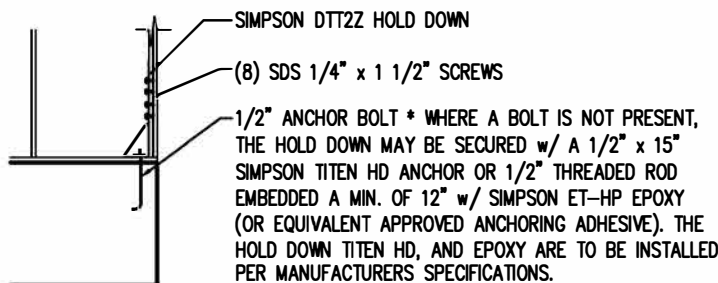 SIMPSON DTT2Z HOLD DOWN
(8) SDS 1/4" x 1 1/2" SCREWS
1/2" ANCHOR BOLT * WHERE A BOLT IS NOT PRESENT,
THE HOLD DOWN MAY BE SECURED w/ A 1/2" x 15"
SIMPSON TITEN HD ANCHOR OR 1/2" THREADED ROD
EMBEDDED A MIN. OF 12" w/ SIMPSON ET-HP EPOXY
(OR EQUIVALENT APPROVED ANCHORING ADHESIVE). THE
HOLD DOWN TITEN HD, AND EPOXY ARE TO BE INSTALLED
PER MANUFACTURERS SPECIFICATIONS.